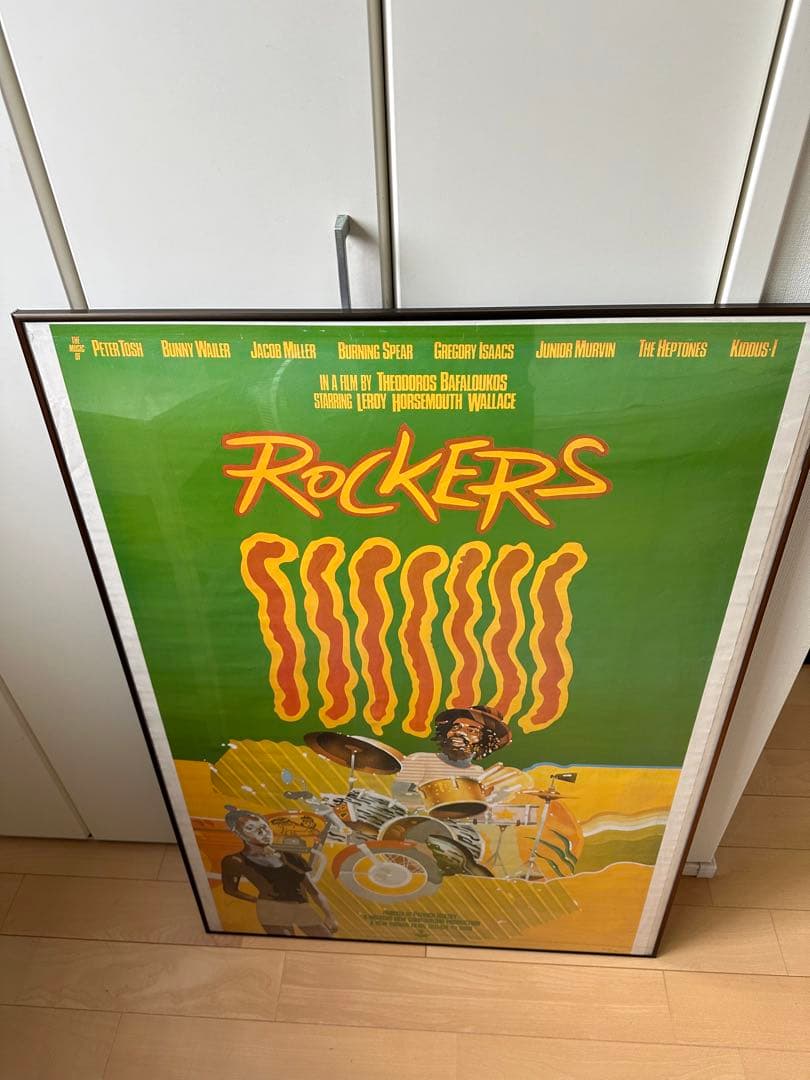 THE MUSIC OF PETER TOSH BUNNY WAILER JACOB MILLER BURNING SPEAR GREGORY ISAACS JUNIOR MURVIN THE HEPTONES KIDDUS-I
IN A FILM BY THEODOROS BAFALOUKOS
STARRING LEROY HORSEMOUTH WALLACE
ROCKERS